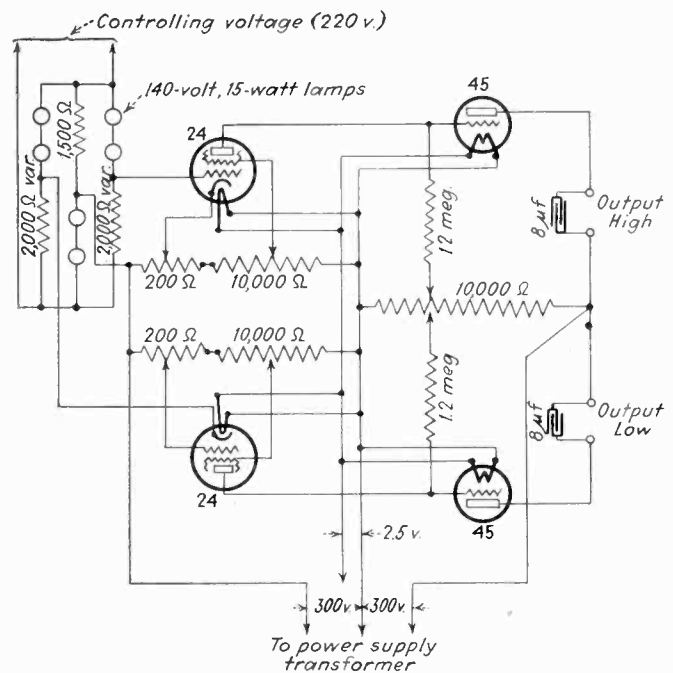 Controlling voltage (220 v.)
140-volt, 15-watt lamps
45
24
1,500 Ω
2,000 Ω var.
2,000 Ω var.
1.2 meg.
8 µf
Output
High
200 Ω
10,000 Ω
10,000 Ω
200 Ω
10,000 Ω
1.2 meg
8 µf
Output
Low
24
45
2.5 v.
300v.
300v.
To power supply
transformer